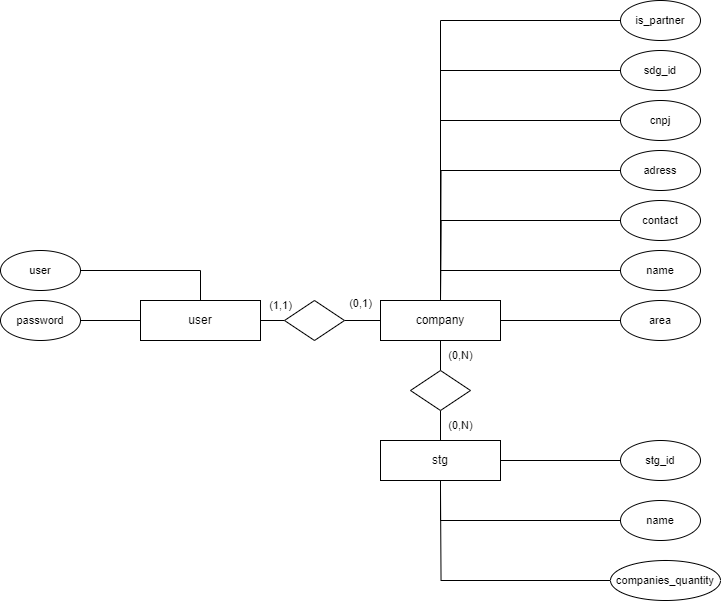 is_partner
sdg_id
cnpj
adress
contact
name
user
password
user
(1,1)
(0,1)
company
area
(0,N)
(0,N)
stg
stg_id
name
companies_quantity